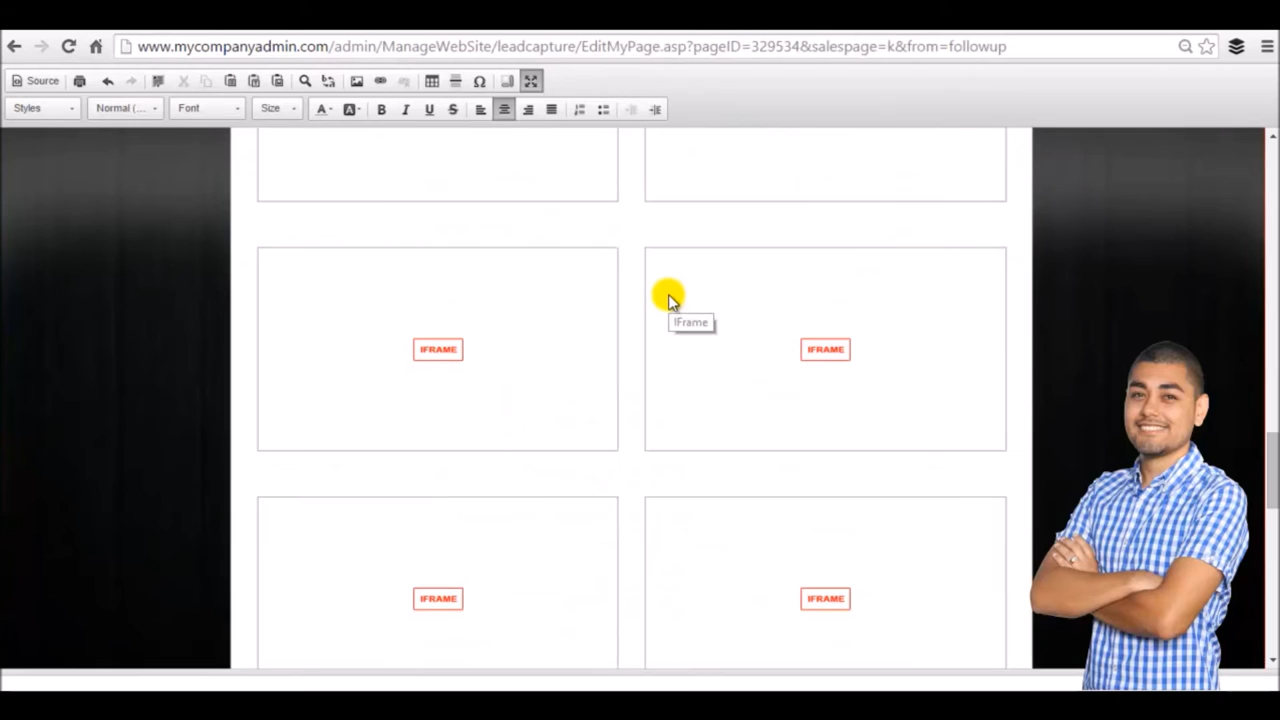 www.mycompanyadmin.com/admin/ManageWebSite/leadcapture/EditMyPage.asp?pageID=329534&salespage=k&from=followup
Source
Styles Normal (... Font Size A A B I U S
IFrame
IFRAME IFRAME
IFRAME IFRAME